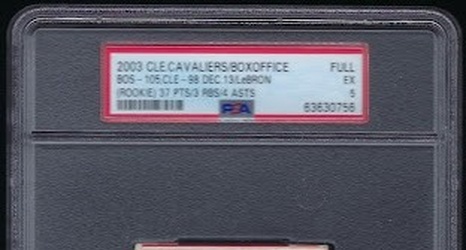 2003 CLE.CAVALIERS/BOXOFFICE FULL
BOS - 105,CLE - 98 DEC.13/LeBRON EX
(ROOKIE) 37 PTS/3 RBS/4 ASTS 5
PSA 63630756